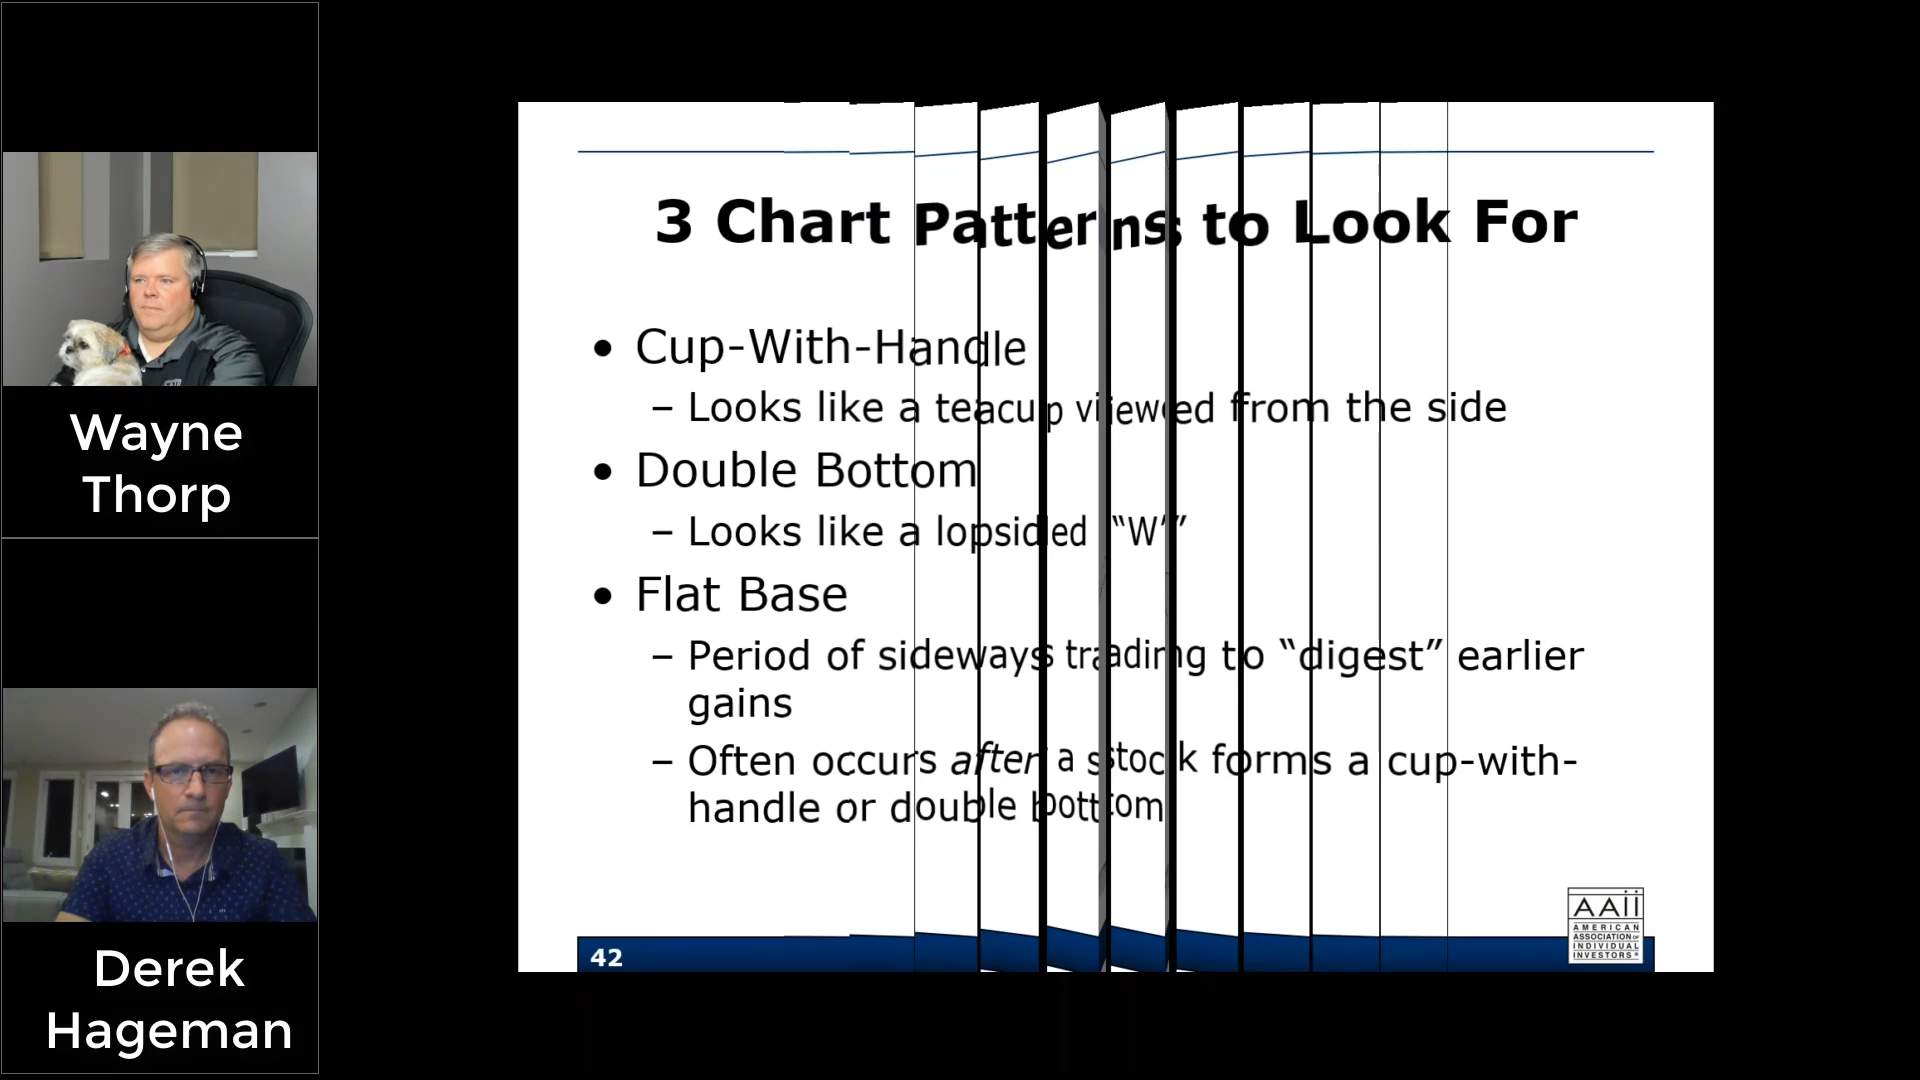 Wayne
Thorp
Derek
Hageman
3 Chart Patterns to Look For
• Cup-With-Handle
– Looks like a teacup viewed from the side
• Double Bottom
– Looks like a lopsided “W”
• Flat Base
– Period of sideways trading to “digest” earlier
gains
– Often occurs after a stock forms a cup-with-
handle or double bottom
42
AAII
AMERICAN
ASSOCIATION OF
INDIVIDUAL
INVESTORS®